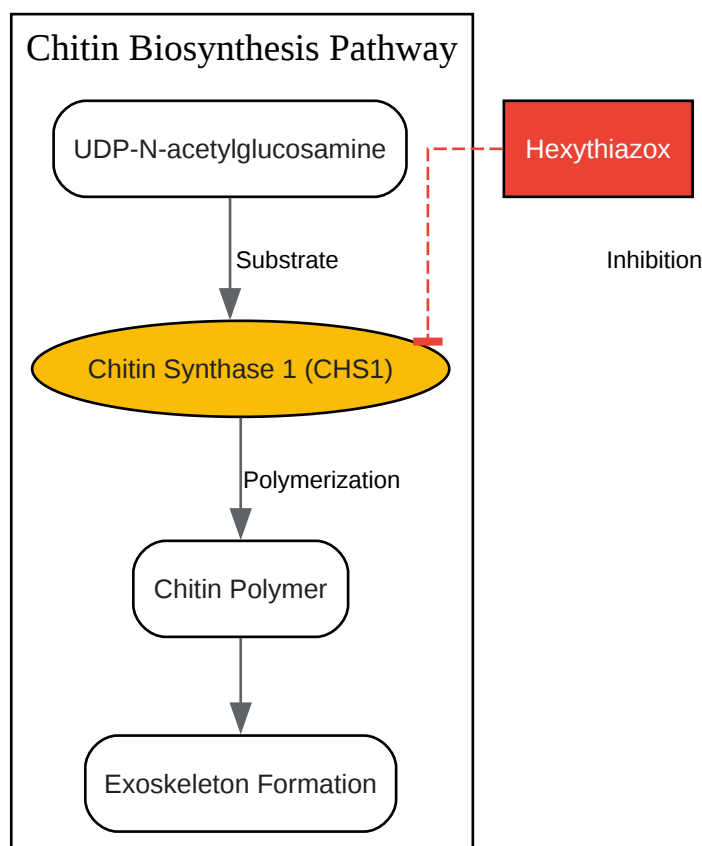 Chitin Biosynthesis Pathway
UDP-N-acetylglucosamine
Hexythiazox
Substrate
Inhibition
Chitin Synthase 1 (CHS1)
Polymerization
Chitin Polymer
Exoskeleton Formation